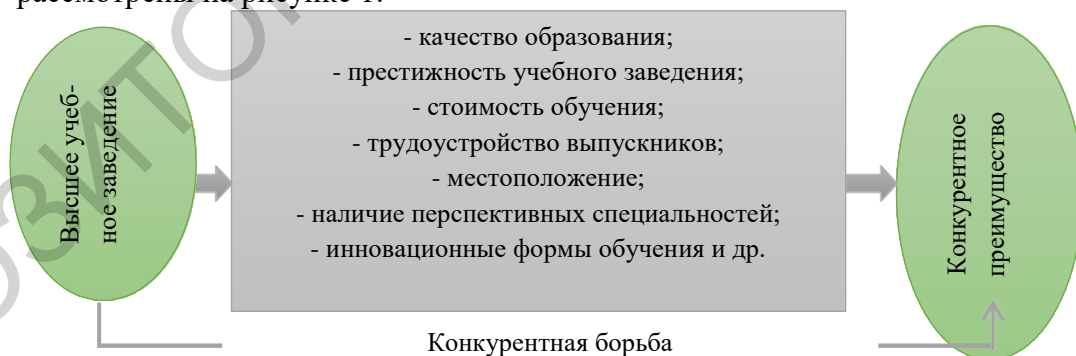 рассмотрены на рисунке 1.
Высшее учеб-
ное заведение
- качество образования;
- престижность учебного заведения;
- стоимость обучения;
- трудоустройство выпускников;
- местоположение;
- наличие перспективных специальностей;
- инновационные формы обучения и др.
Конкурентное
преимущество
Конкурентная борьба